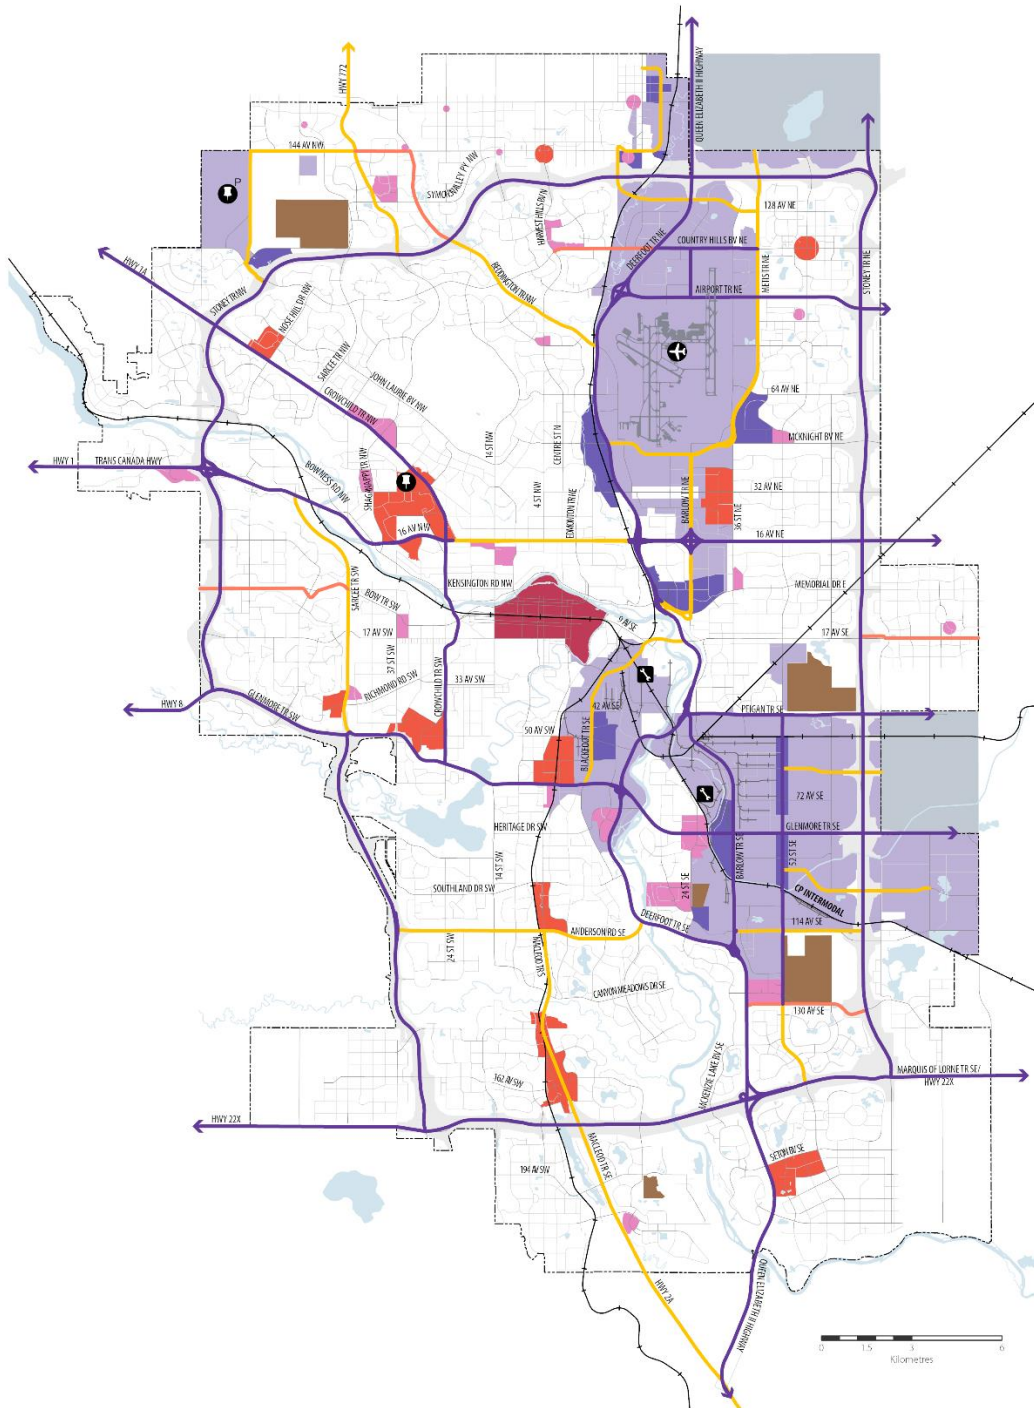 QUEEN ELIZABETH II HIGHWAY
HWY 772
144 AV NW
P
SYMONS VALLEY PY NW
HARVEST HILLS BV N
128 AV NE
COUNTRY HILLS BV NE
DEERFOOT TR NE
METIS TR NE
STONEY TR NE
AIRPORT TR NE
HWY 1A
STONEY TR NW
NOSE HILL DR NW
BEDDINGTON TR NW
SARCEE TR NW
JOHN LAURIE BV NW
CROWCHILD TR NW
64 AV NE
MCKNIGHT BV NE
14 ST NW
CENTRE ST N
HWY 1
TRANS CANADA HWY
BOWNESS RD NW
SHAGANAPPI TR NW
4 ST NW
EDMONTON TR NE
BARLOW TR NE
32 AV NE
36 ST NE
16 AV NW
16 AV NE
SARCEE TR SW
BOW TR SW
KENSINGTON RD NW
MEMORIAL DR E
9 AV SE
17 AV SW
17 AV SE
37 ST SW
RICHMOND RD SW
33 AV SW
CROWCHILD TR SW
HWY 8
GLENMORE TR SW
42 AV SE
50 AV SW
BLACKFOOT TR SE
PEIGAN TR SE
72 AV SE
HERITAGE DR SW
GLENMORE TR SE
BARLOW TR SE
52 ST SE
14 ST SW
SOUTHLAND DR SW
24 ST SE
CP INTERMODAL
DEERFOOT TR SE
114 AV SE
24 ST SW
ANDERSON RD SE
MACLEOD TR S
CANYON MEADOWS DR SE
130 AV SE
MCKENZIE LAKE BV SE
162 AV SW
MARQUIS OF LORNE TR SE/
HWY 22X
HWY 22X
SETON BV SE
194 AV SW
MACLEOD TR SE
QUEEN ELIZABETH II HIGHWAY
HWY 2A
0 1.5 3 6
Kilometres